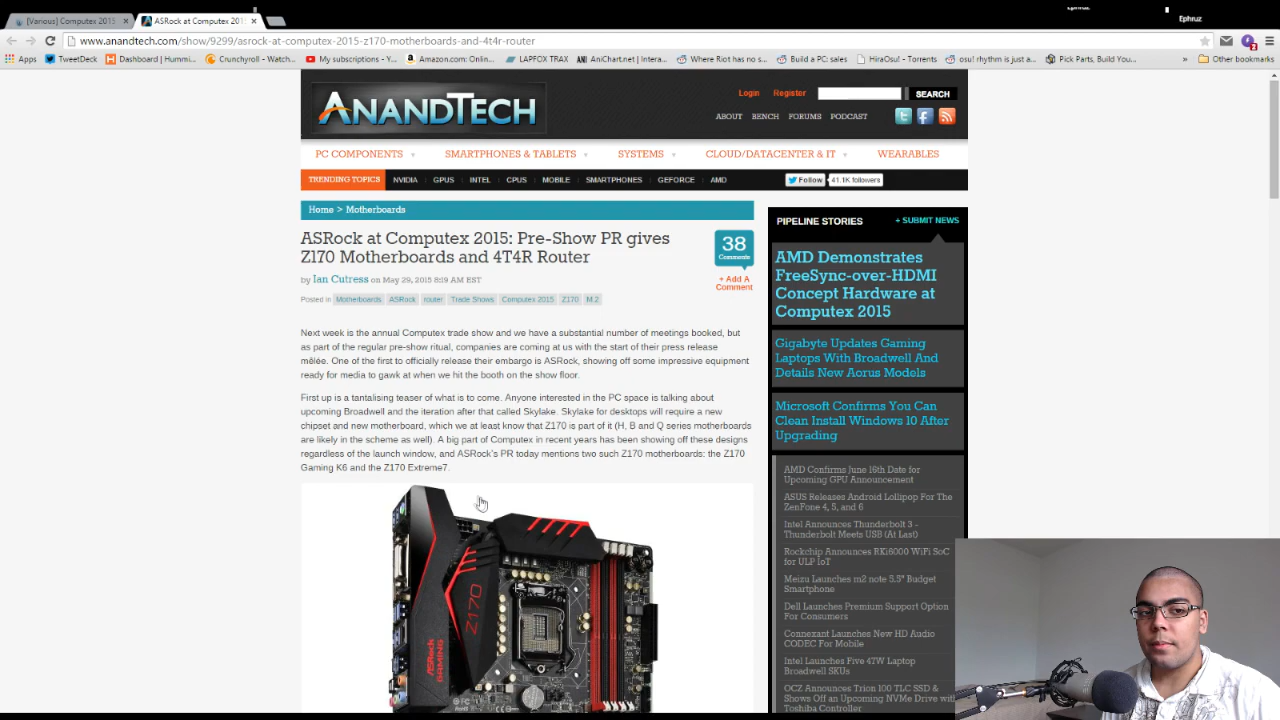 Ephruz
[Various] Computex 2015
ASRock at Computex 2015:
Ephruz
www.anandtech.com/show/9299/asrock-at-computex-2015-z170-motherboards-and-4t4r-router
Apps TweetDeck Dashboard | Hummi... Crunchyroll - Watch... My subscriptions - Y... Amazon.com: Onlin... LAPFOX TRAX AniChart.net | Intera... Where Riot has no s... Build a PC: sales HiraOsu! - Torrents osu! rhythm is just a... Pick Parts, Build You... » Other bookmarks
ANANDTECH
Login Register SEARCH
ABOUT BENCH FORUMS PODCAST
PC COMPONENTS SMARTPHONES & TABLETS SYSTEMS CLOUD/DATACENTER & IT WEARABLES
TRENDING TOPICS NVIDIA GPUS INTEL CPUS MOBILE SMARTPHONES GEFORCE AMD Follow 41.1K followers
Home > Motherboards
ASRock at Computex 2015: Pre-Show PR gives
Z170 Motherboards and 4T4R Router
38
Comments
+ Add A
Comment
by Ian Cutress on May 29, 2015 8:19 AM EST
Posted in Motherboards ASRock router Trade Shows Computex 2015 Z170 M.2
Next week is the annual Computex trade show and we have a substantial number of meetings booked, but
as part of the regular pre-show ritual, companies are coming at us with the start of their press release
mêlée. One of the first to officially release their embargo is ASRock, showing off some impressive equipment
ready for media to gawk at when we hit the booth on the show floor.
First up is a tantalising teaser of what is to come. Anyone interested in the PC space is talking about
upcoming Broadwell and the iteration after that called Skylake. Skylake for desktops will require a new
chipset and new motherboard, which we at least know that Z170 is part of it (H, B and Q series motherboards
are likely in the scheme as well). A big part of Computex in recent years has been showing off these designs
regardless of the launch window, and ASRock's PR today mentions two such Z170 motherboards: the Z170
Gaming K6 and the Z170 Extreme7.
Z170
ASRock
GAMING
PIPELINE STORIES + SUBMIT NEWS
AMD Demonstrates
FreeSync-over-HDMI
Concept Hardware at
Computex 2015
Gigabyte Updates Gaming
Laptops With Broadwell And
Details New Aorus Models
Microsoft Confirms You Can
Clean Install Windows 10 After
Upgrading
AMD Confirms June 16th Date for
Upcoming GPU Announcement
ASUS Releases Android Lollipop For The
ZenFone 4, 5, and 6
Intel Announces Thunderbolt 3 -
Thunderbolt Meets USB (At Last)
Rockchip Announces RKi6000 WiFi SoC
for ULP IoT
Meizu Launches m2 note 5.5" Budget
Smartphone
Dell Launches Premium Support Option
For Consumers
Connexant Launches New HD Audio
CODEC For Mobile
Intel Launches Five 47W Laptop
Broadwell SKUs
OCZ Announces Trion 100 TLC SSD &
Shows Off an Upcoming NVMe Drive with
Toshiba Controller